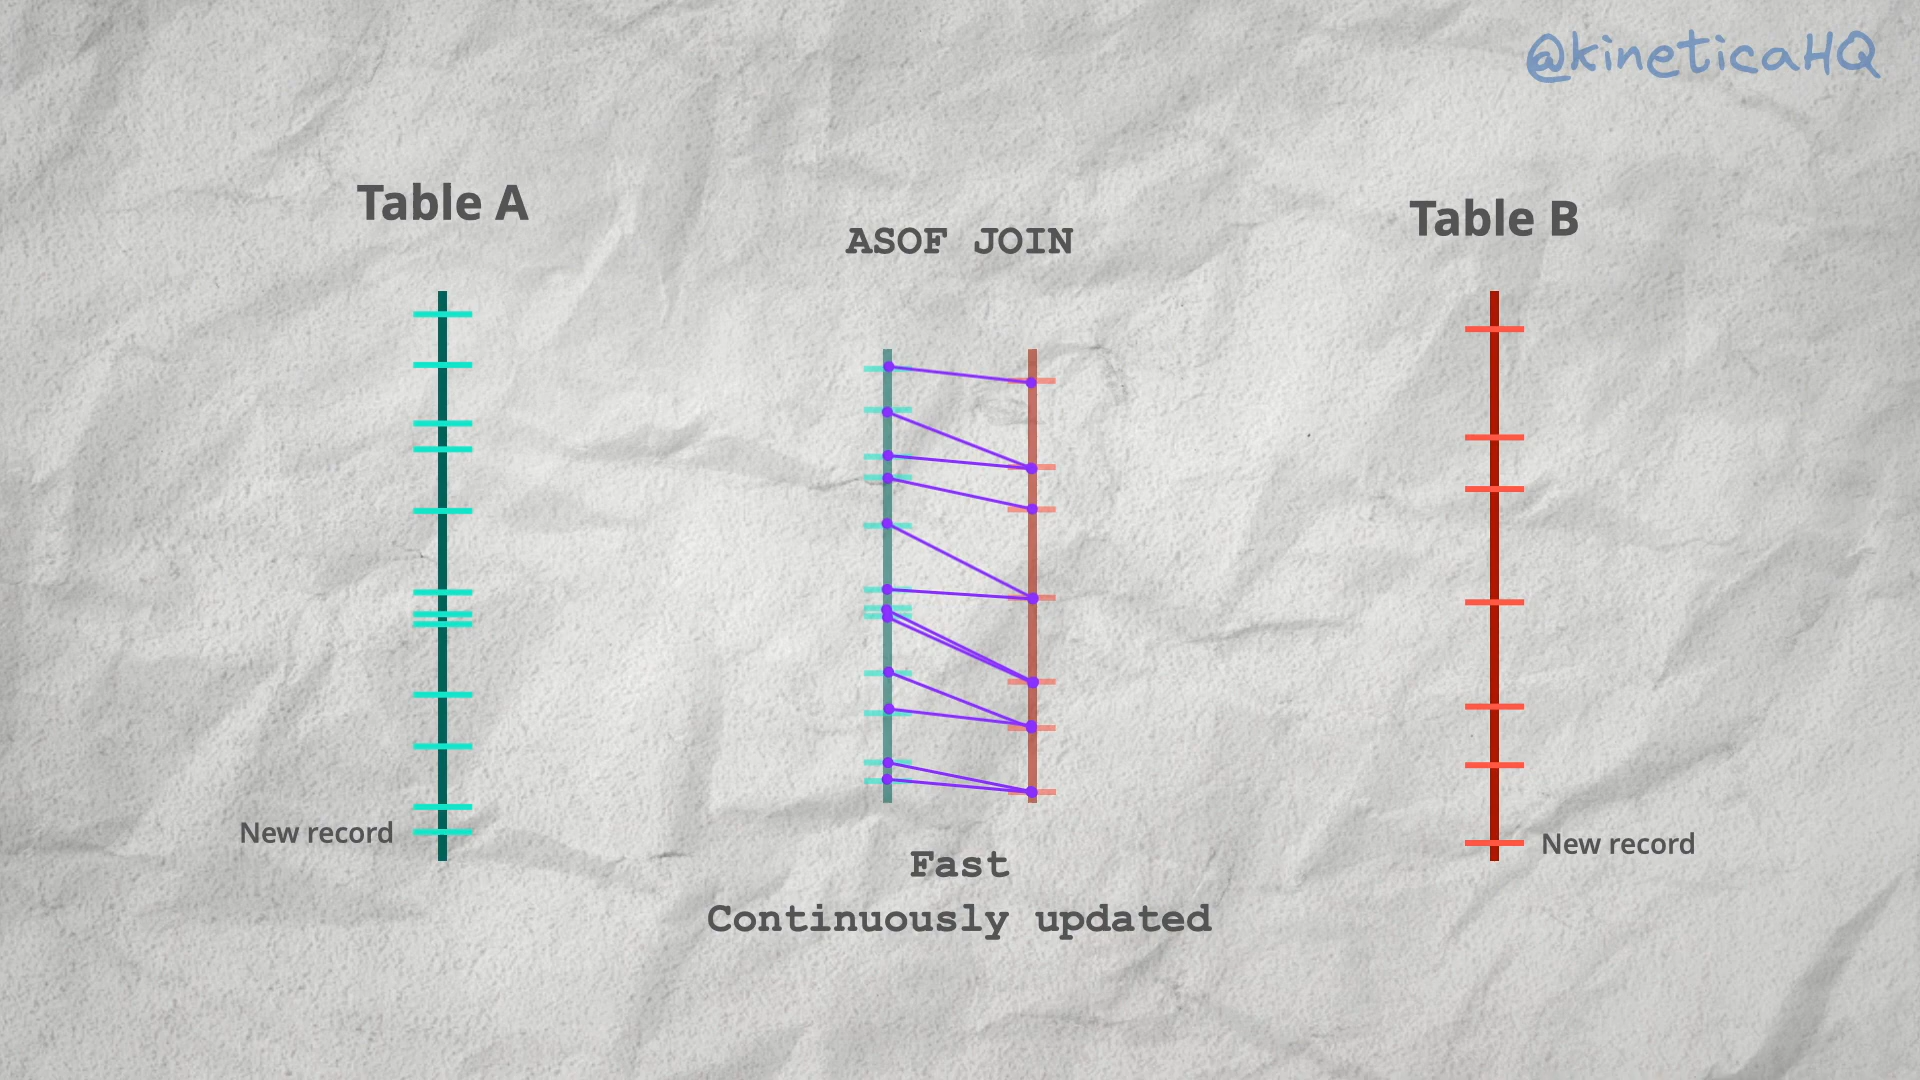 @kineticaHQ
Table A
ASOF JOIN
Table B
New record
New record
Fast
Continuously updated